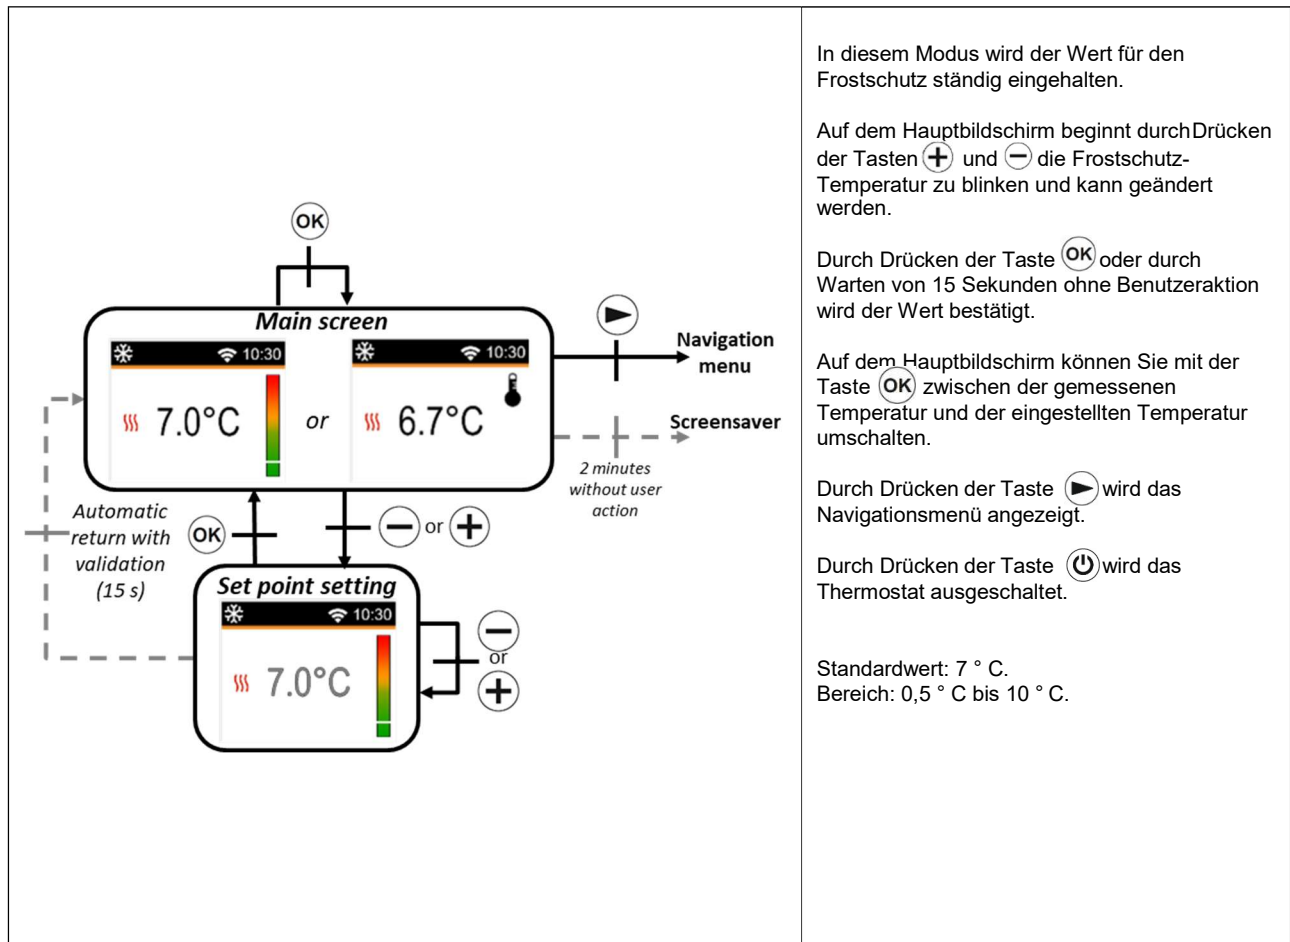 OK
Main screen
10:30
7.0°C
or
10:30
6.7°C
Navigation
menu
Screensaver
2 minutes
without user
action
Automatic
return with
validation
(15 s)
OK
or
Set point setting
10:30
7.0°C
or
In diesem Modus wird der Wert für den
Frostschutz ständig eingehalten.
Auf dem Hauptbildschirm beginnt durchDrücken
der Tasten + und − die Frostschutz-
Temperatur zu blinken und kann geändert
werden.
Durch Drücken der Taste OK oder durch
Warten von 15 Sekunden ohne Benutzeraktion
wird der Wert bestätigt.
Auf dem Hauptbildschirm können Sie mit der
Taste OK zwischen der gemessenen
Temperatur und der eingestellten Temperatur
umschalten.
Durch Drücken der Taste wird das
Navigationsmenü angezeigt.
Durch Drücken der Taste wird das
Thermostat ausgeschaltet.
Standardwert: 7 ° C.
Bereich: 0,5 ° C bis 10 ° C.